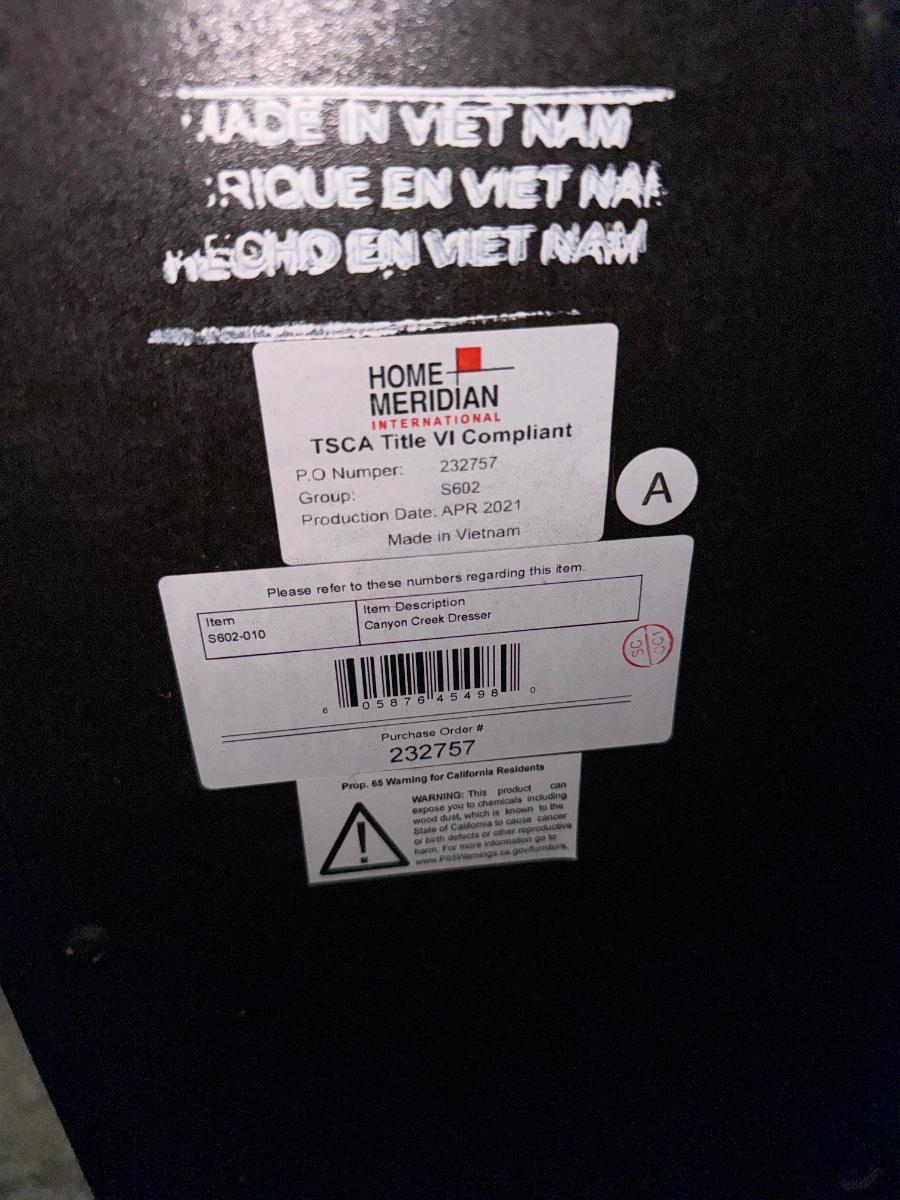 MADE IN VIET NAM
RIQUE EN VIET NAM
HECHO EN VIET NAM
HOME
MERIDIAN
INTERNATIONAL
TSCA Title VI Compliant
P.O Numper: 232757
Group: S602
Production Date: APR 2021
Made in Vietnam
A
Please refer to these numbers regarding this item.
Item Item Description
S602-010 Canyon Creek Dresser
SC QC1
6 05876 45498 0
Purchase Order #
232757
Prop. 65 Warning for California Residents
WARNING: This product can
expose you to chemicals including
wood dust, which is known to the
State of California to cause cancer
or birth defects or other reproductive
harm. For more information go to
www.P65Warnings.ca.gov/furniture.